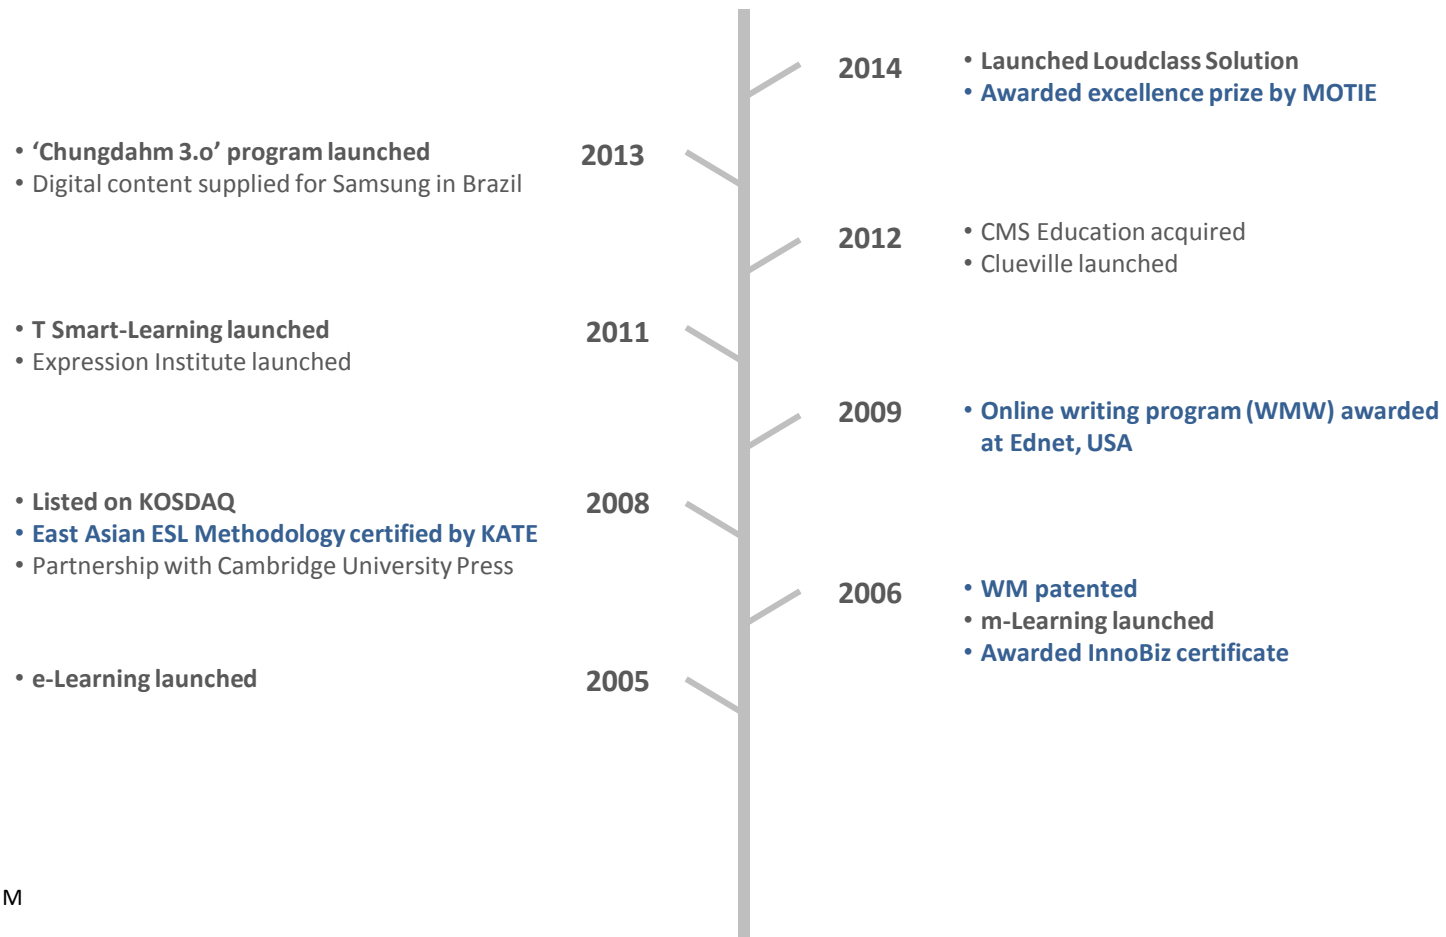 2014
• Launched Loudclass Solution
• Awarded excellence prize by MOTIE
• ‘Chungdahm 3.o’ program launched
• Digital content supplied for Samsung in Brazil
2013
2012
• CMS Education acquired
• Clueville launched
• T Smart-Learning launched
• Expression Institute launched
2011
2009
• Online writing program (WMW) awarded
at Ednet, USA
• Listed on KOSDAQ
• East Asian ESL Methodology certified by KATE
• Partnership with Cambridge University Press
2008
2006
• WM patented
• m-Learning launched
• Awarded InnoBiz certificate
• e-Learning launched
2005
M